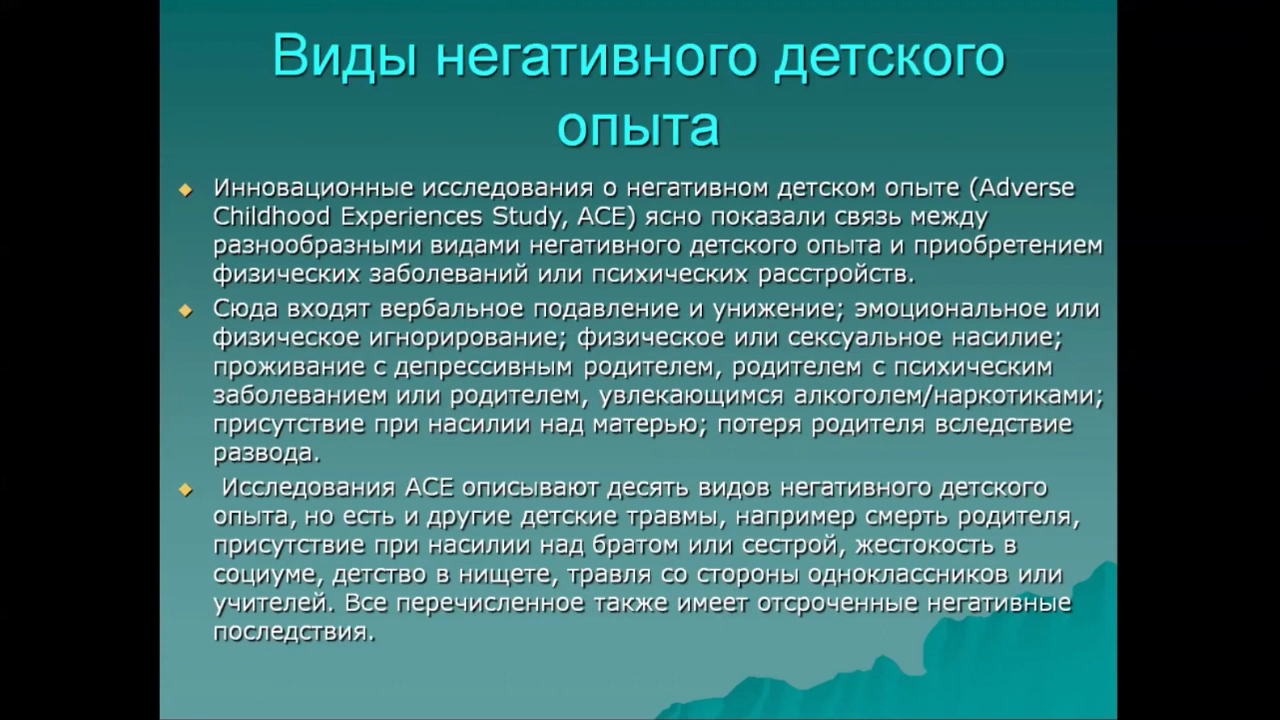 Виды негативного детского
опыта
Инновационные исследования о негативном детском опыте (Adverse
Childhood Experiences Study, ACE) ясно показали связь между
разнообразными видами негативного детского опыта и приобретением
физических заболеваний или психических расстройств.
Сюда входят вербальное подавление и унижение; эмоциональное или
физическое игнорирование; физическое или сексуальное насилие;
проживание с депрессивным родителем, родителем с психическим
заболеванием или родителем, увлекающимся алкоголем/наркотиками;
присутствие при насилии над матерью; потеря родителя вследствие
развода.
Исследования ACE описывают десять видов негативного детского
опыта, но есть и другие детские травмы, например смерть родителя,
присутствие при насилии над братом или сестрой, жестокость в
социуме, детство в нищете, травля со стороны одноклассников или
учителей. Все перечисленное также имеет отсроченные негативные
последствия.